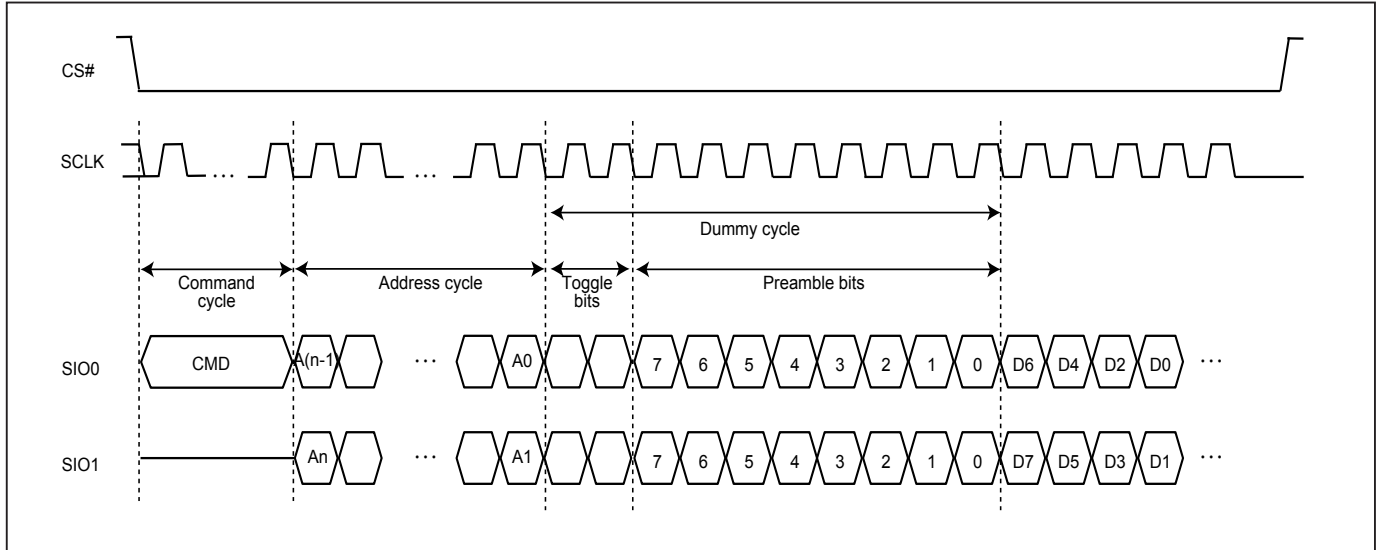 CS#
SCLK ... ...
Dummy cycle
Command cycle
Address cycle
Toggle bits
Preamble bits
SIO0 CMD A(n-1) ... A0 7 6 5 4 3 2 1 0 D6 D4 D2 D0 ...
SIO1 An ... A1 7 6 5 4 3 2 1 0 D7 D5 D3 D1 ...